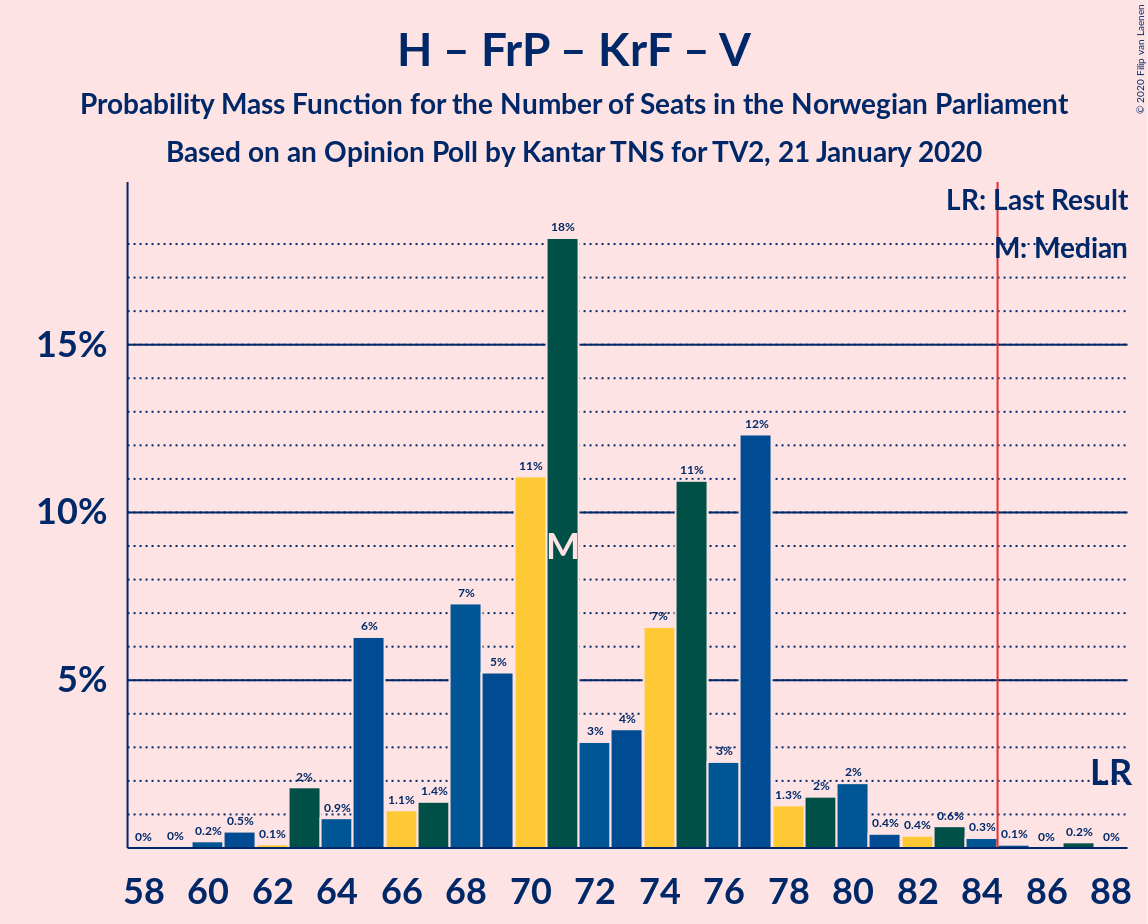 H – FrP – KrF – V
Probability Mass Function for the Number of Seats in the Norwegian Parliament
Based on an Opinion Poll by Kantar TNS for TV2, 21 January 2020
© 2020 Filip van Laenen
LR: Last Result
M: Median
15%
10%
5%
0% 0% 0.2% 0.5% 0.1% 2% 0.9% 6% 1.1% 1.4% 7% 5% 11% 18% 3% 4% 7% 11% 3% 12% 1.3% 2% 2% 0.4% 0.4% 0.6% 0.3% 0.1% 0% 0.2% 0%
M
LR
58 60 62 64 66 68 70 72 74 76 78 80 82 84 86 88